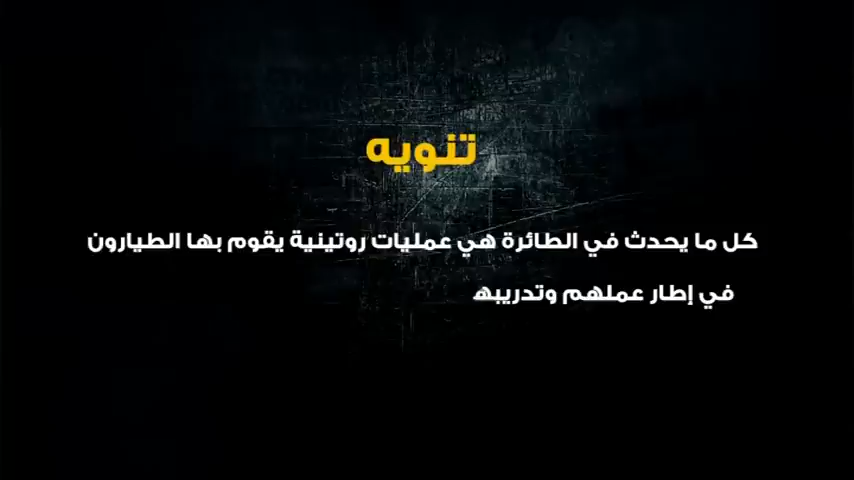 تنويه
كل ما يحدث في الطائرة هي عمليات روتينية يقوم بها الطيارون
في إطار عملهم وتدريبه